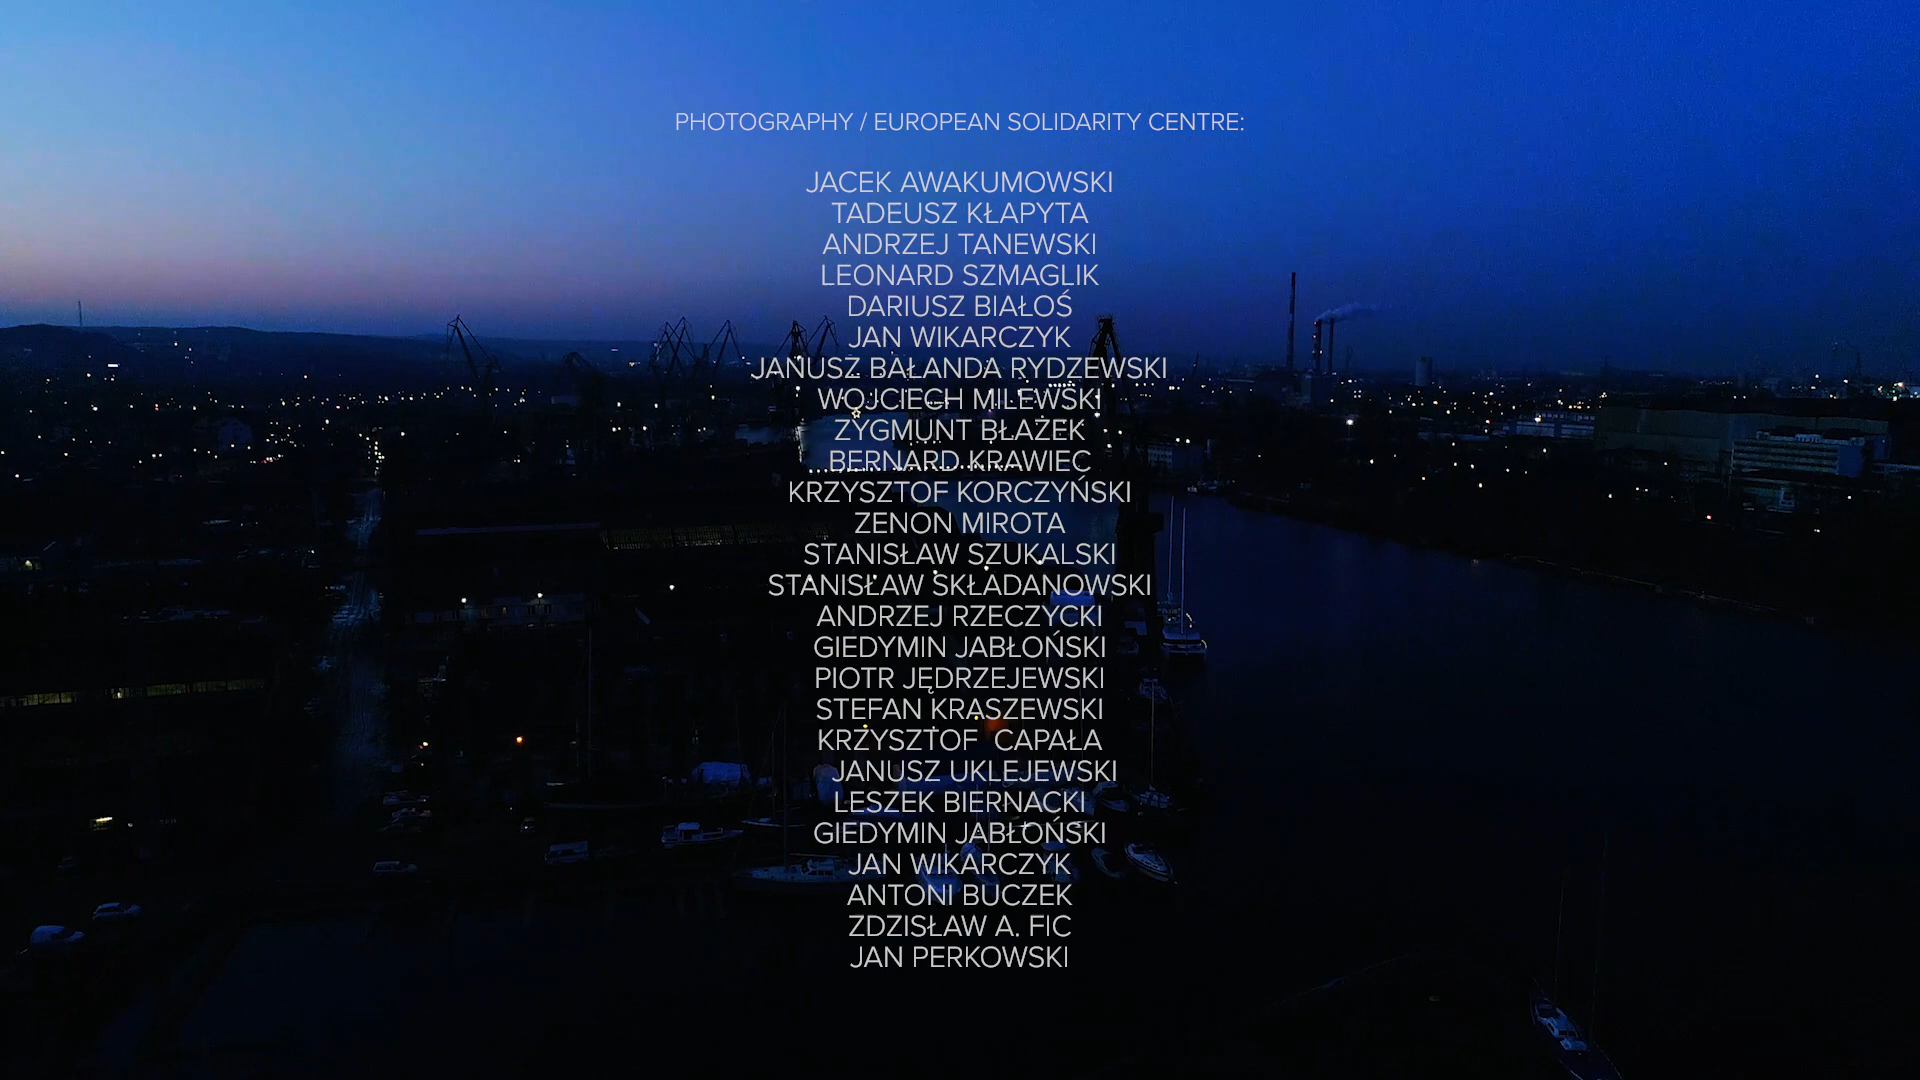 PHOTOGRAPHY / EUROPEAN SOLIDARITY CENTRE:
JACEK AWAKUMOWSKI
TADEUSZ KŁAPYTA
ANDRZEJ TANEWSKI
LEONARD SZMAGLIK
DARIUSZ BIAŁOŚ
JAN WIKARCZYK
JANUSZ BAŁANDA RYDZEWSKI
WOJCIECH MILEWSKI
ZYGMUNT BŁAŻEK
BERNARD KRAWIEC
KRZYSZTOF KORCZYŃSKI
ZENON MIROTA
STANISŁAW SZUKALSKI
STANISŁAW SKŁADANOWSKI
ANDRZEJ RZECZYCKI
GIEDYMIN JABŁOŃSKI
PIOTR JĘDRZEJEWSKI
STEFAN KRASZEWSKI
KRZYSZTOF  CAPAŁA
JANUSZ UKLEJEWSKI
LESZEK BIERNACKI
GIEDYMIN JABŁOŃSKI
JAN WIKARCZYK
ANTONI BUCZEK
ZDZISŁAW A. FIC
JAN PERKOWSKI